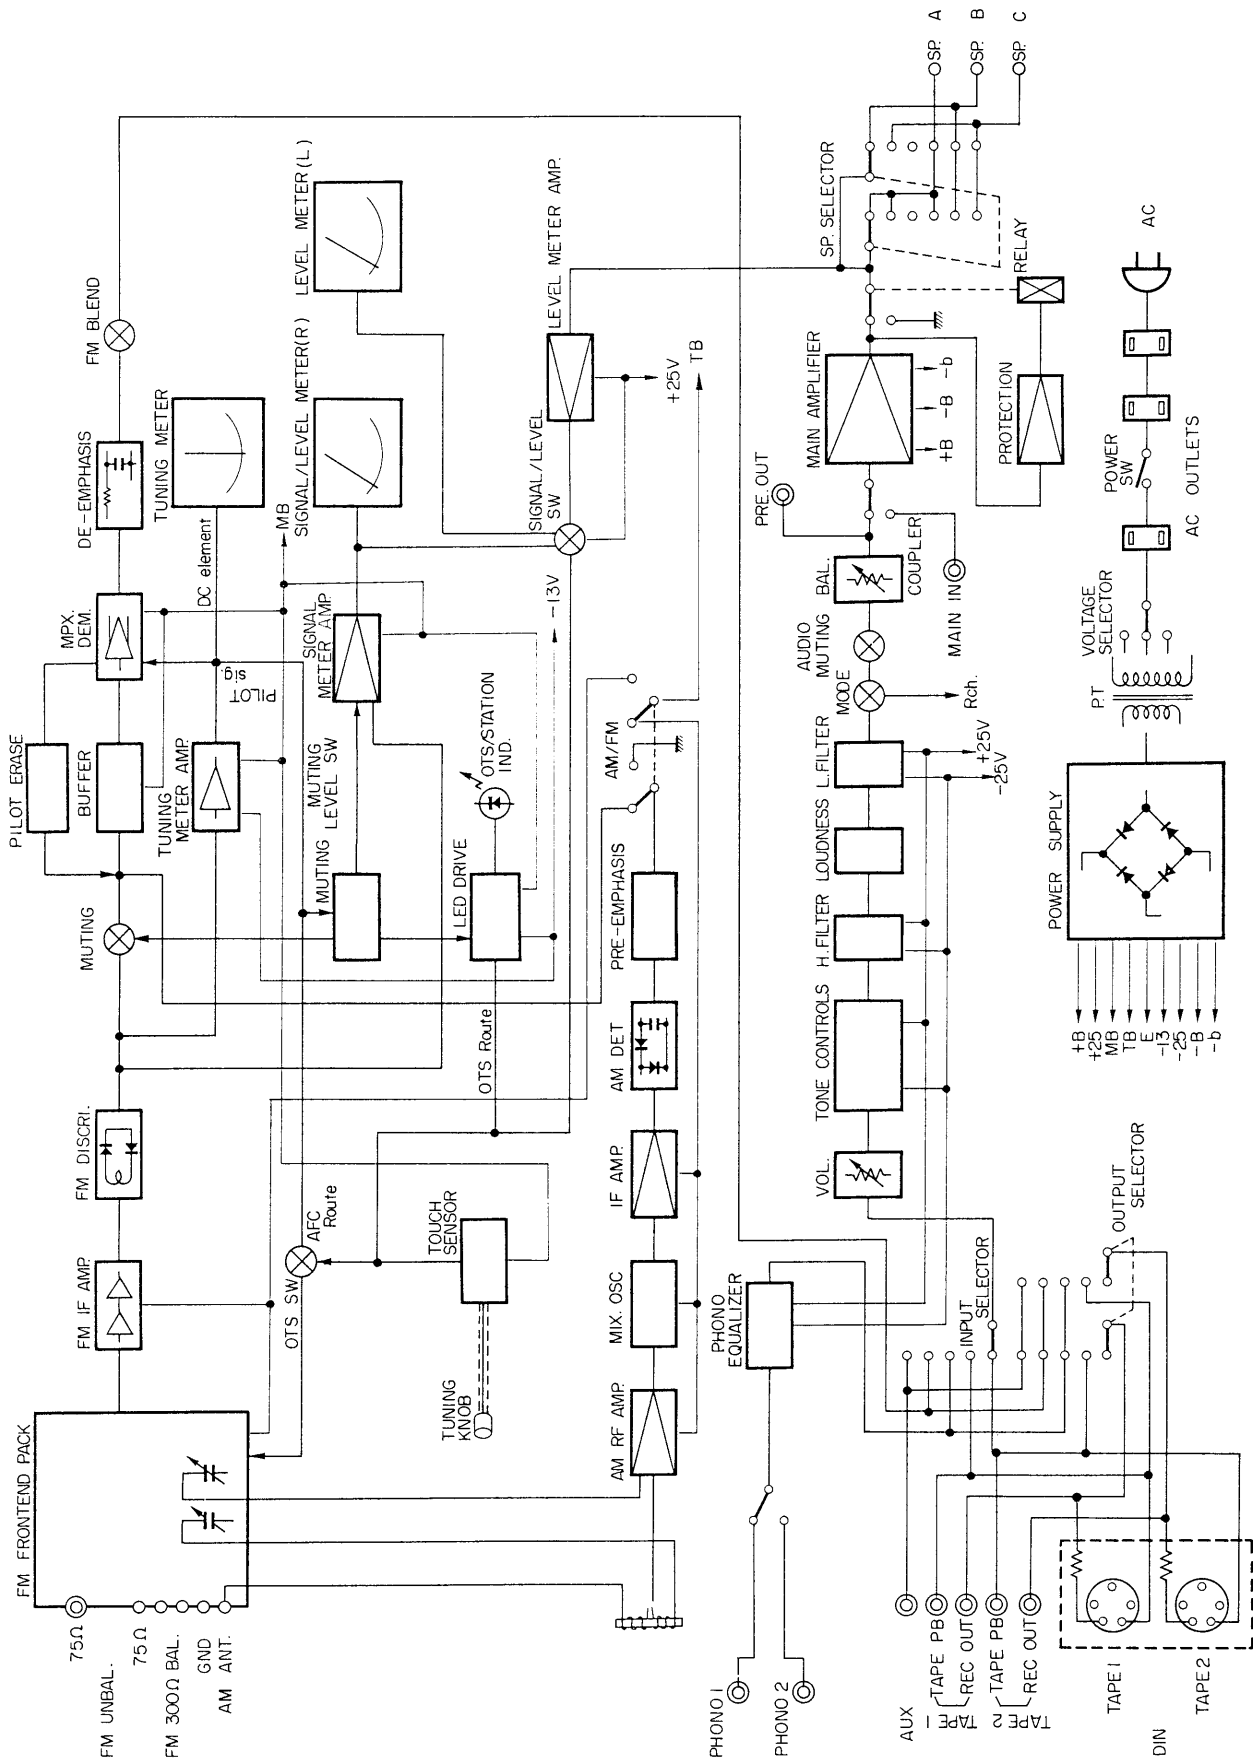 FM UNBAL.
75Ω
75Ω
FM 300Ω BAL.
GND
AM ANT.
FM FRONTEND PACK
FM IF AMP.
FM DISCRI.
MUTING
PILOT ERASE
BUFFER
TUNING
METER AMP.
MPX.
DEM.
PILOT
sig.
DC element
DE-EMPHASIS
TUNING METER
FM BLEND
MB
SIGNAL/LEVEL METER(R)
LEVEL METER(L)
OTS SW
AFC
Route
MUTING
LEVEL SW
SIGNAL
METER AMP.
TUNING
KNOB
TOUCH
SENSOR
OTS Route
LED DRIVE
OTS/STATION
IND.
-13V
SIGNAL/LEVEL
SW
LEVEL METER AMP.
+25V
TB
AM RF AMP.
MIX. OSC
IF AMP.
AM DET
PRE-EMPHASIS
AM/FM
PHONO 1
PHONO 2
PHONO
EQUALIZER
VOL.
TONE CONTROLS
H.FILTER
LOUDNESS
L.FILTER
MODE
AUDIO
MUTING
BAL.
Rch.
+25V
-25V
COUPLER
MAIN IN
PRE. OUT
MAIN AMPLIFIER
+B
-B
-b
PROTECTION
RELAY
SP. SELECTOR
SP. A
SP. B
SP. C
AUX
TAPE 1
TAPE PB
REC OUT
TAPE 2
TAPE PB
REC OUT
INPUT
SELECTOR
OUTPUT
SELECTOR
DIN
TAPE 1
TAPE 2
+B
+25
MB
TB
E
-13
-25
-B
-b
POWER SUPPLY
P.T
VOLTAGE
SELECTOR
AC OUTLETS
POWER
SW
AC